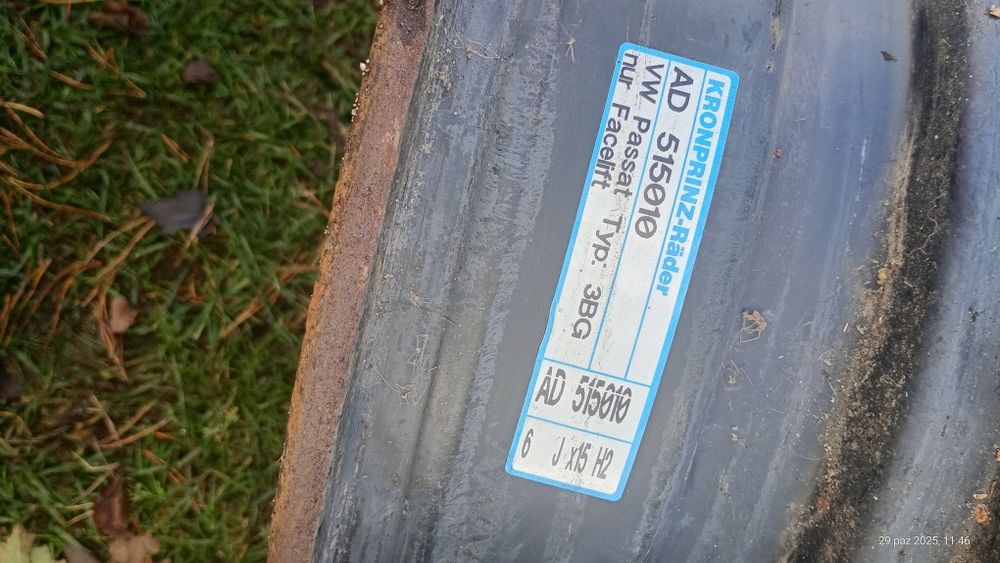 KRONPRINZ-Räder
AD 515010
VW Passat Typ: 3BG
nur Facelift
AD 515010
6 J x15 H2
29 paź 2025, 11:46